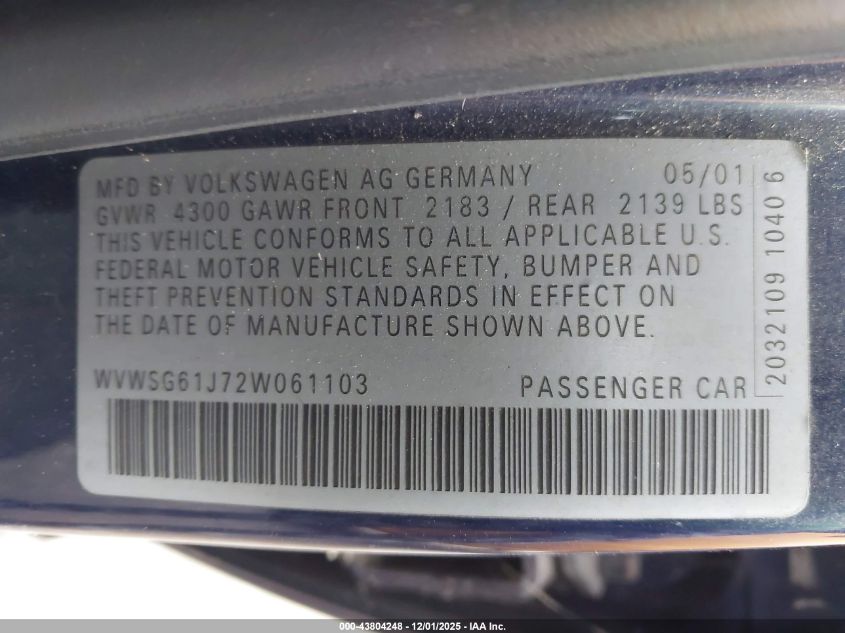 MFD BY VOLKSWAGEN AG GERMANY 05/01
GVWR 4300 GAWR FRONT 2183 / REAR 2139 LBS
THIS VEHICLE CONFORMS TO ALL APPLICABLE U.S.
FEDERAL MOTOR VEHICLE SAFETY, BUMPER AND
THEFT PREVENTION STANDARDS IN EFFECT ON
THE DATE OF MANUFACTURE SHOWN ABOVE.
WVWSG61J72W061103 PASSENGER CAR
2032109 10406
000-43804248 - 12/01/2025 - IAA Inc.